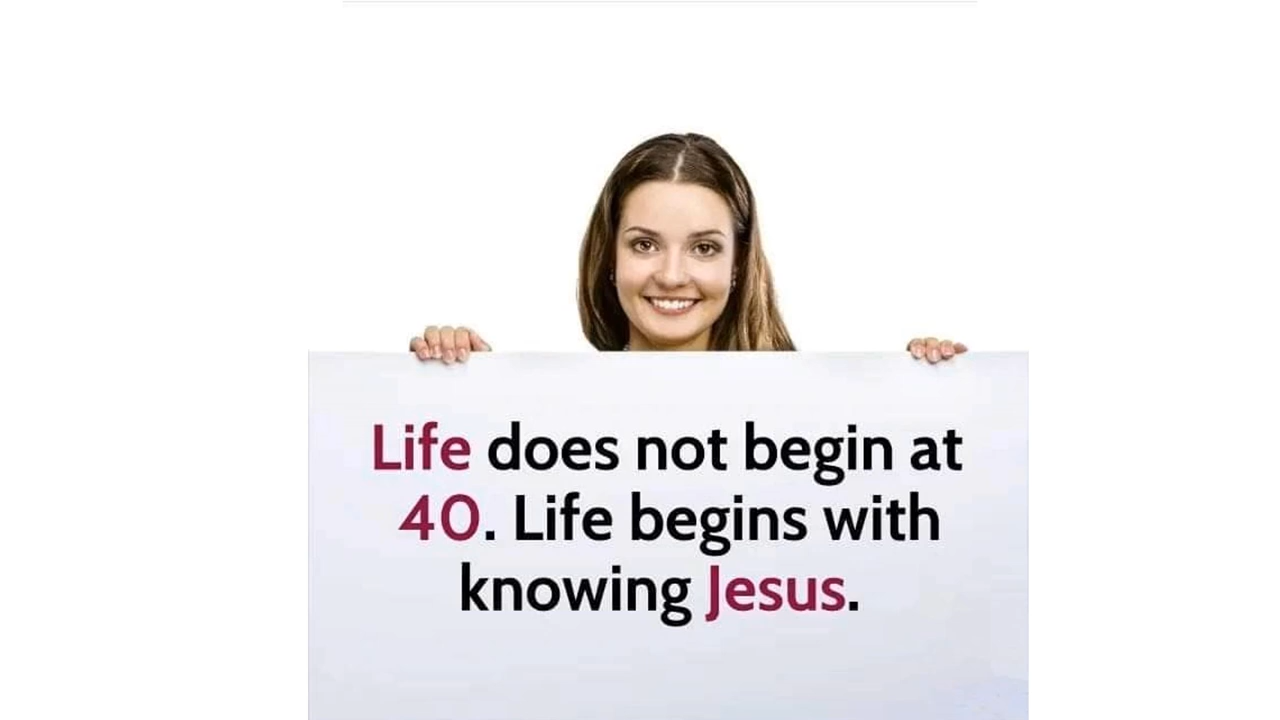 Life does not begin at
40. Life begins with
knowing Jesus.